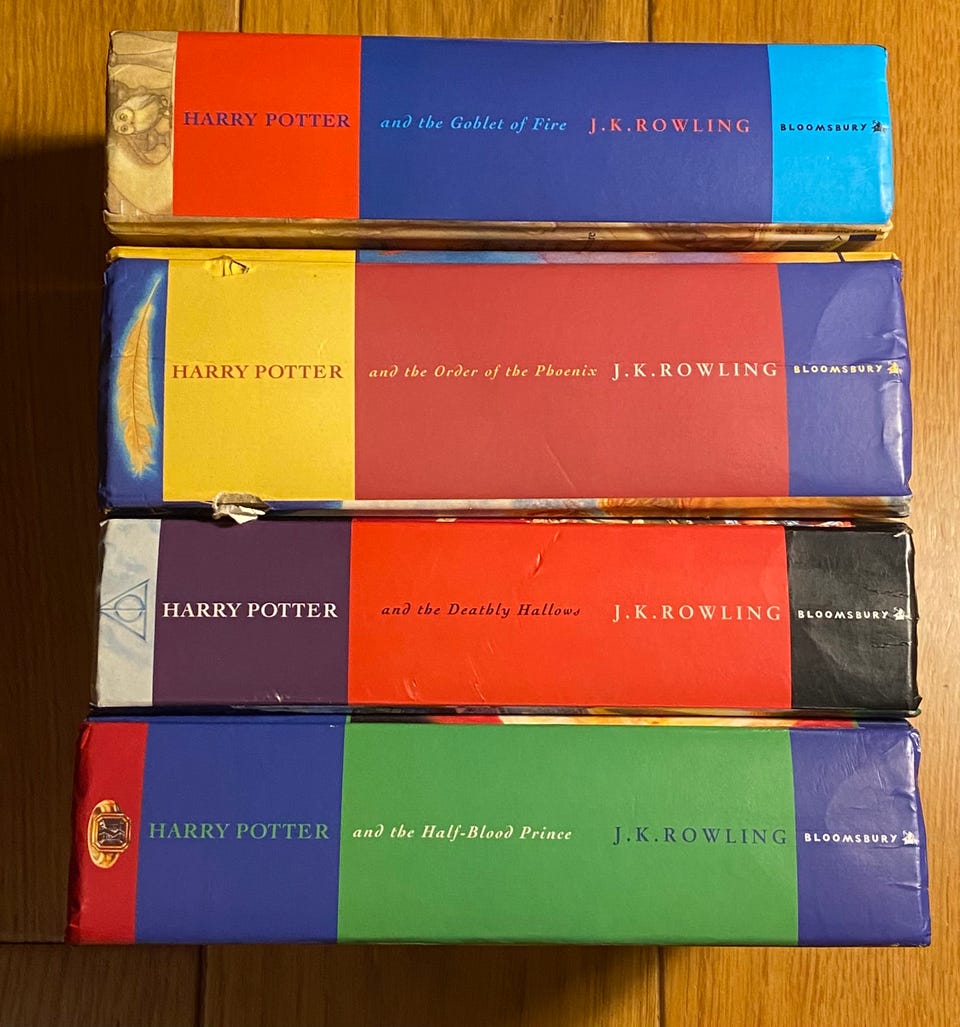 HARRY POTTER and the Goblet of Fire J.K.ROWLING BLOOMSBURY
HARRY POTTER and the Order of the Phoenix J.K.ROWLING BLOOMSBURY
HARRY POTTER and the Deathly Hallows J.K.ROWLING BLOOMSBURY
HARRY POTTER and the Half-Blood Prince J.K.ROWLING BLOOMSBURY